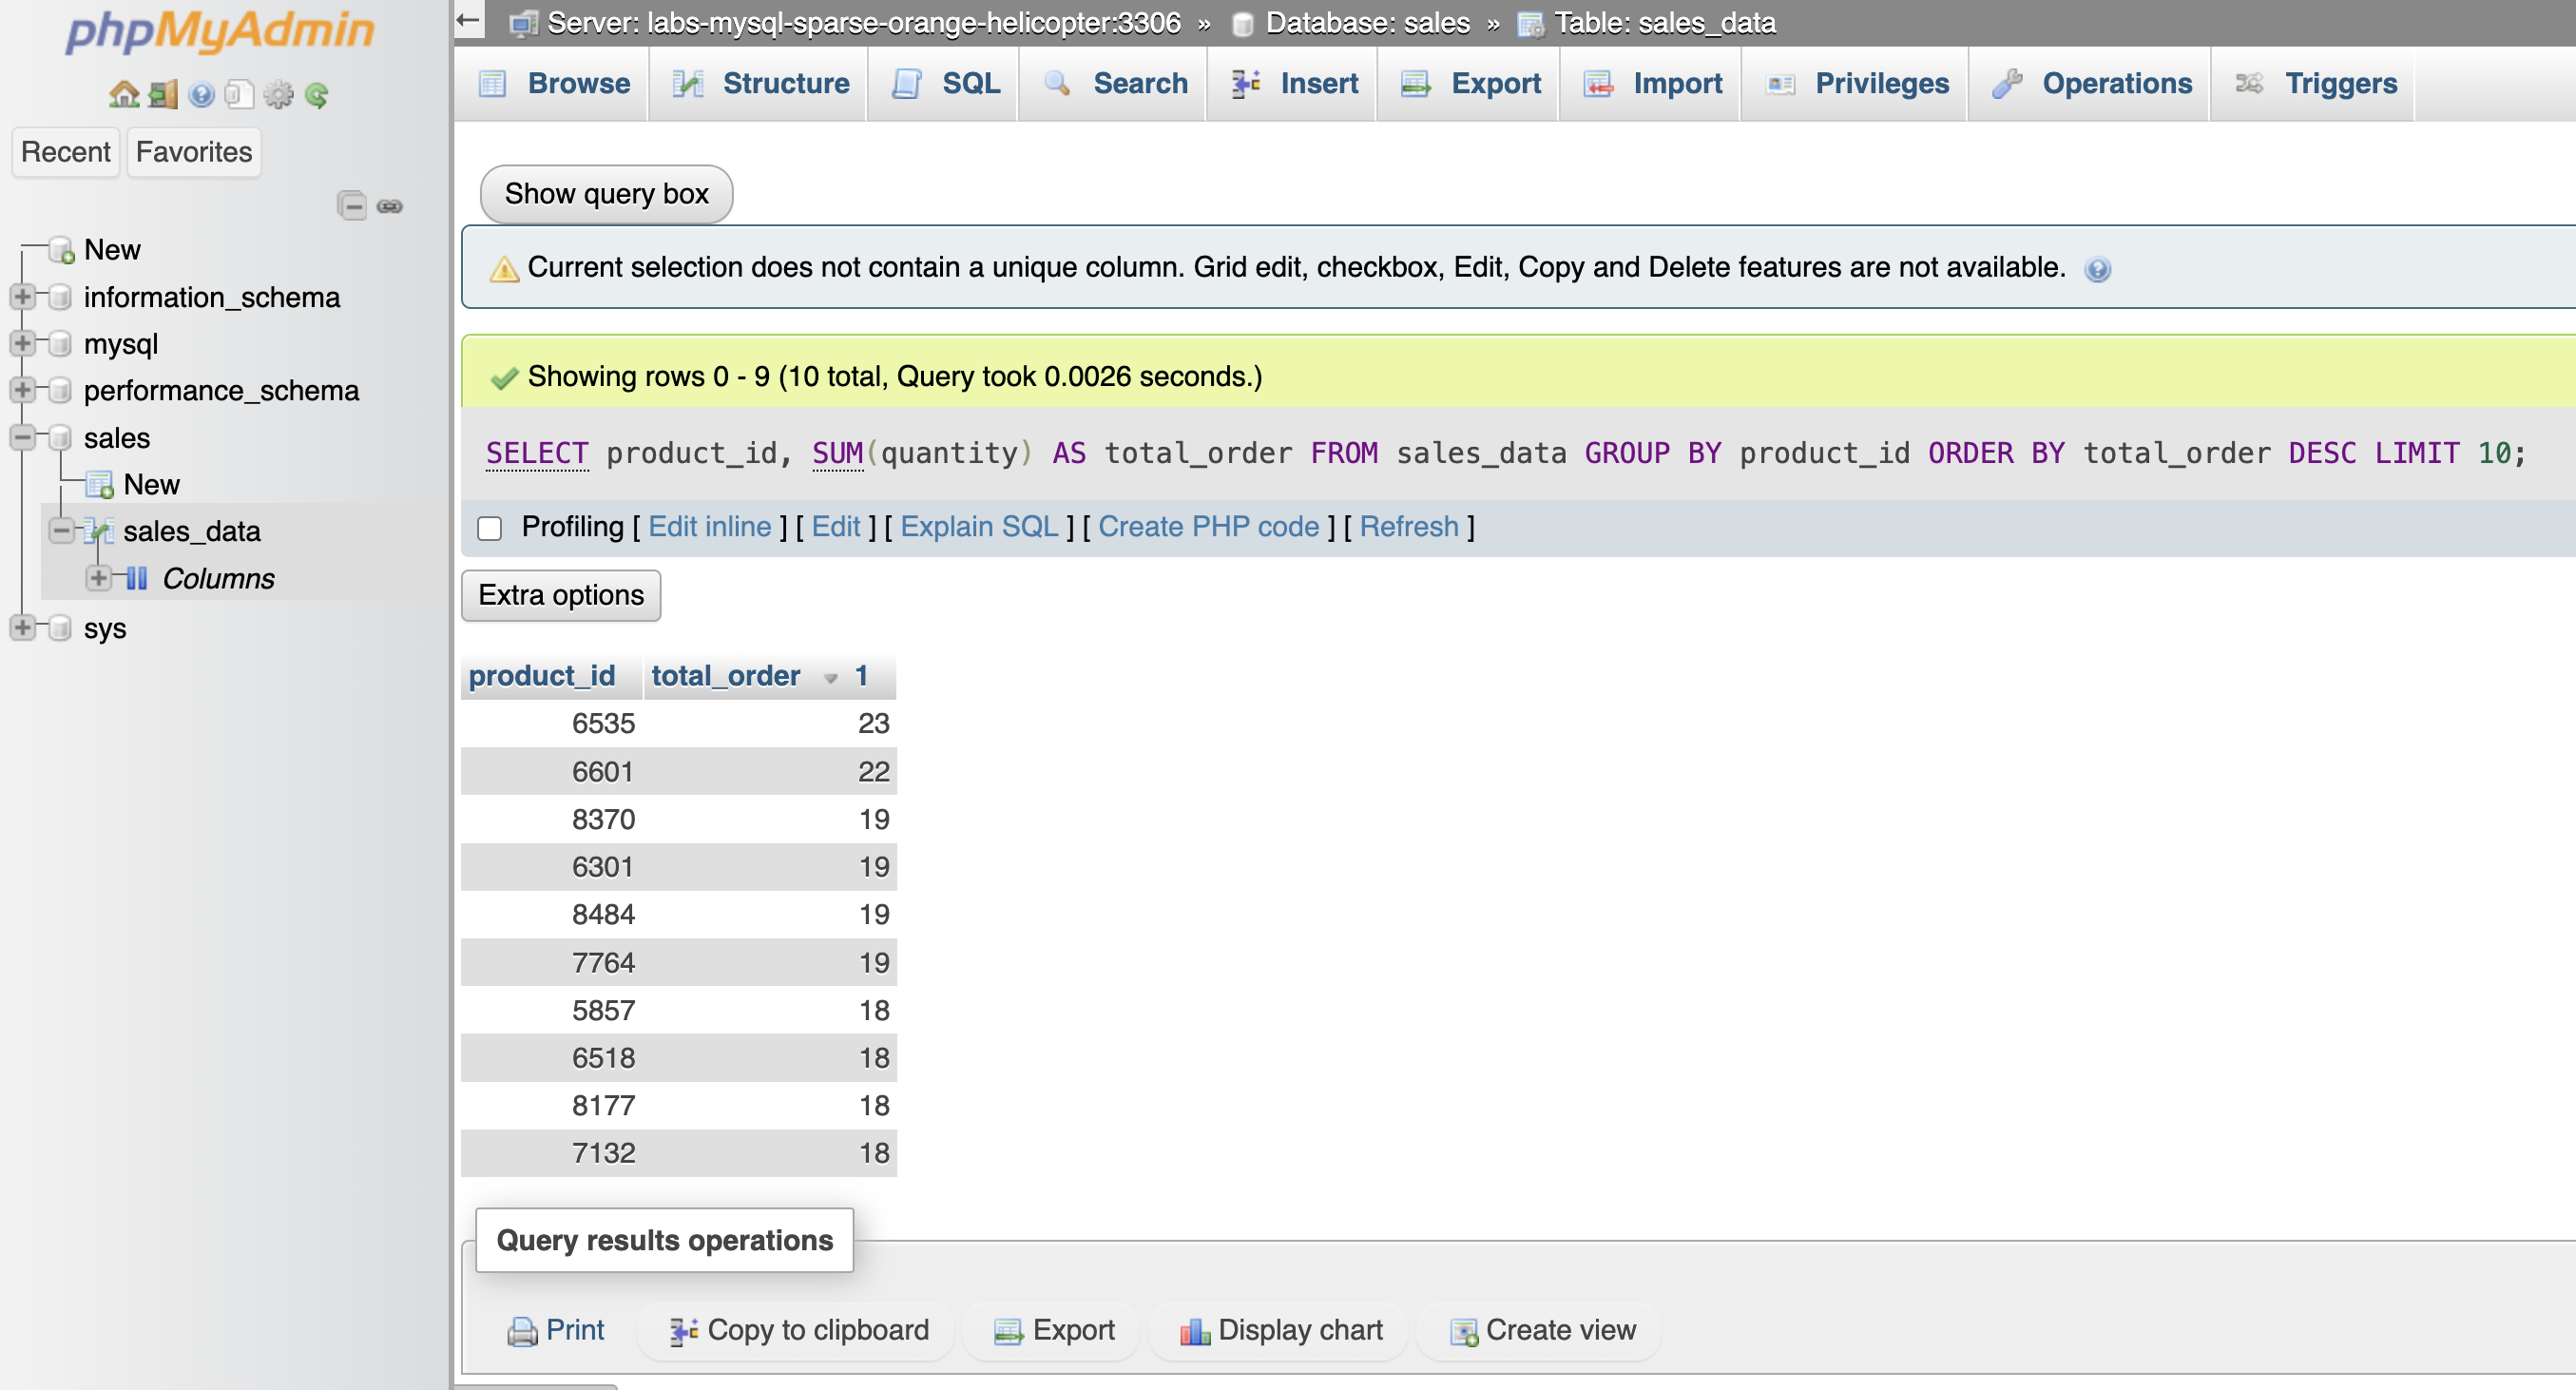 phpMyAdmin
Recent Favorites
New
information_schema
mysql
performance_schema
sales
New
sales_data
Columns
sys
Server: labs-mysql-sparse-orange-helicopter:3306 » Database: sales » Table: sales_data
Browse Structure SQL Search Insert Export Import Privileges Operations Triggers
Show query box
Current selection does not contain a unique column. Grid edit, checkbox, Edit, Copy and Delete features are not available.
Showing rows 0 - 9 (10 total, Query took 0.0026 seconds.)
SELECT product_id, SUM(quantity) AS total_order FROM sales_data GROUP BY product_id ORDER BY total_order DESC LIMIT 10;
Profiling [ Edit inline ] [ Edit ] [ Explain SQL ] [ Create PHP code ] [ Refresh ]
Extra options
product_id total_order 1
6535 23
6601 22
8370 19
6301 19
8484 19
7764 19
5857 18
6518 18
8177 18
7132 18
Query results operations
Print Copy to clipboard Export Display chart Create view